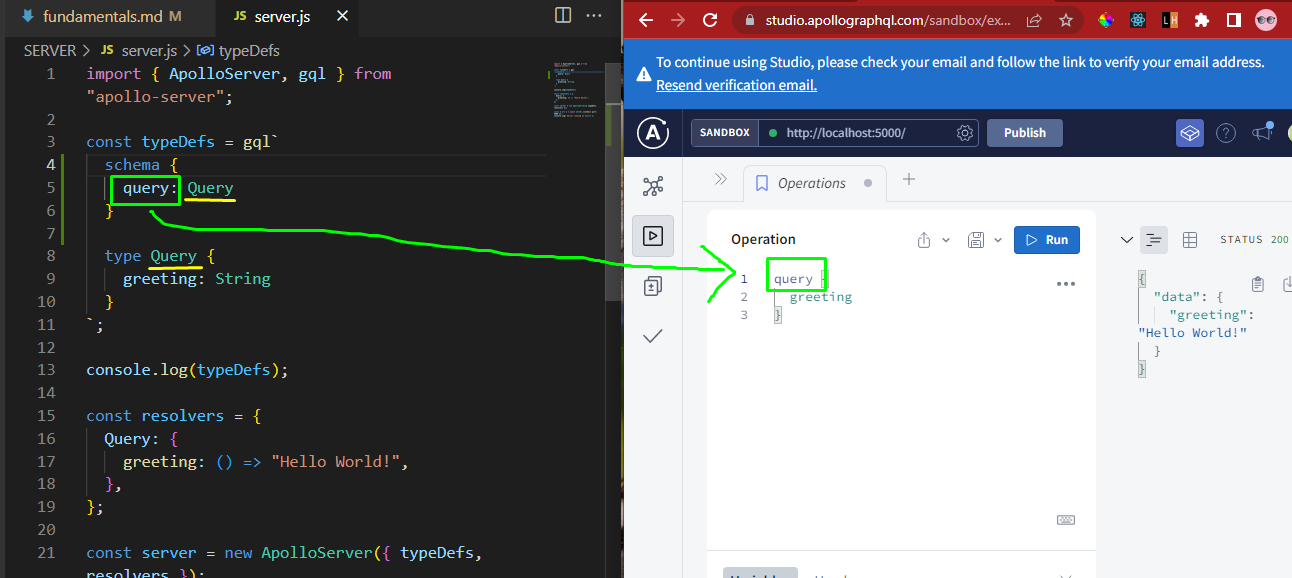 fundamentals.md M
JS server.js
SERVER > JS server.js > typeDefs
1 import { ApolloServer, gql } from
"apollo-server";
2
3 const typeDefs = gql`
4 schema {
5 query: Query
6 }
7
8 type Query {
9 greeting: String
10 }
11 `;
12
13 console.log(typeDefs);
14
15 const resolvers = {
16 Query: {
17 greeting: () => "Hello World!",
18 },
19 };
20
21 const server = new ApolloServer({ typeDefs,
resolvers });
studio.apollographql.com/sandbox/ex...
LH
To continue using Studio, please check your email and follow the link to verify your email address.
Resend verification email.
A
SANDBOX
http://localhost:5000/
Publish
?
Operations
Operation
Run
1 query {
2 greeting
3 }
STATUS 200
{
"data": {
"greeting":
"Hello World!"
}
}